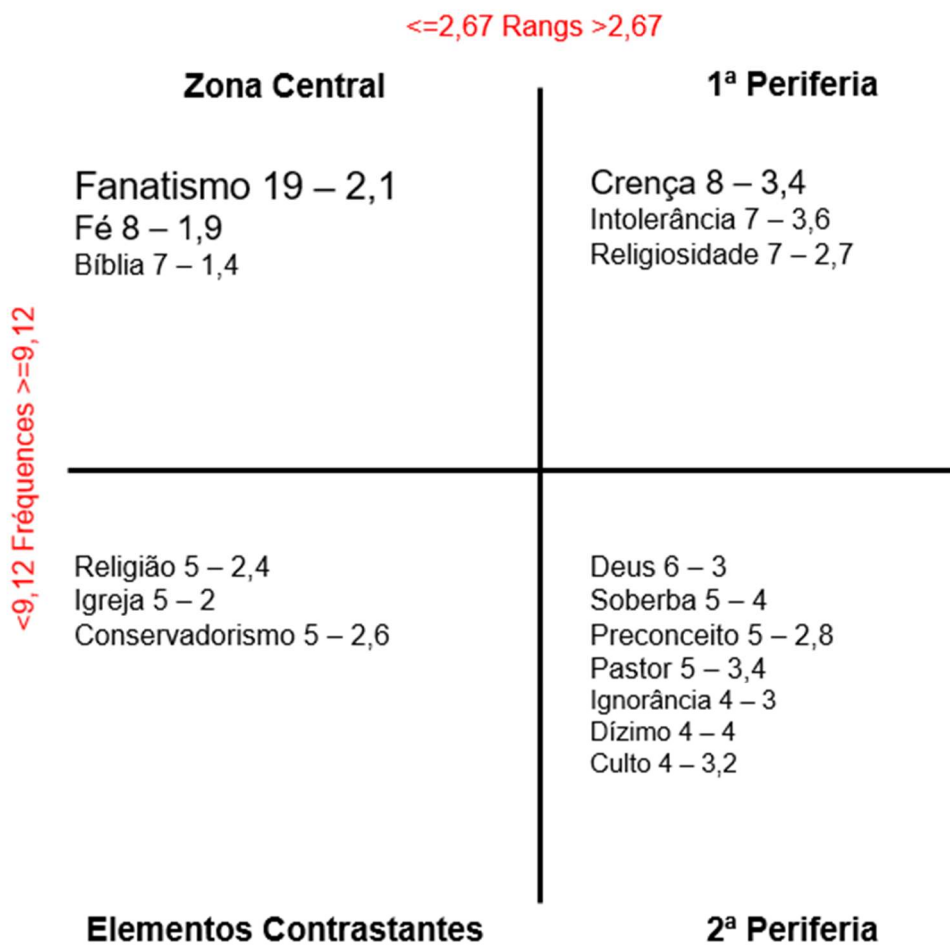 <=2,67 Rangs >2,67
Zona Central
Fanatismo 19 – 2,1
Fé 8 – 1,9
Bíblia 7 – 1,4
1ª Periferia
Crença 8 – 3,4
Intolerância 7 – 3,6
Religiosidade 7 – 2,7
<9,12 Fréquences >=9,12
Religião 5 – 2,4
Igreja 5 – 2
Conservadorismo 5 – 2,6
Elementos Contrastantes
Deus 6 – 3
Soberba 5 – 4
Preconceito 5 – 2,8
Pastor 5 – 3,4
Ignorância 4 – 3
Dízimo 4 – 4
Culto 4 – 3,2
2ª Periferia